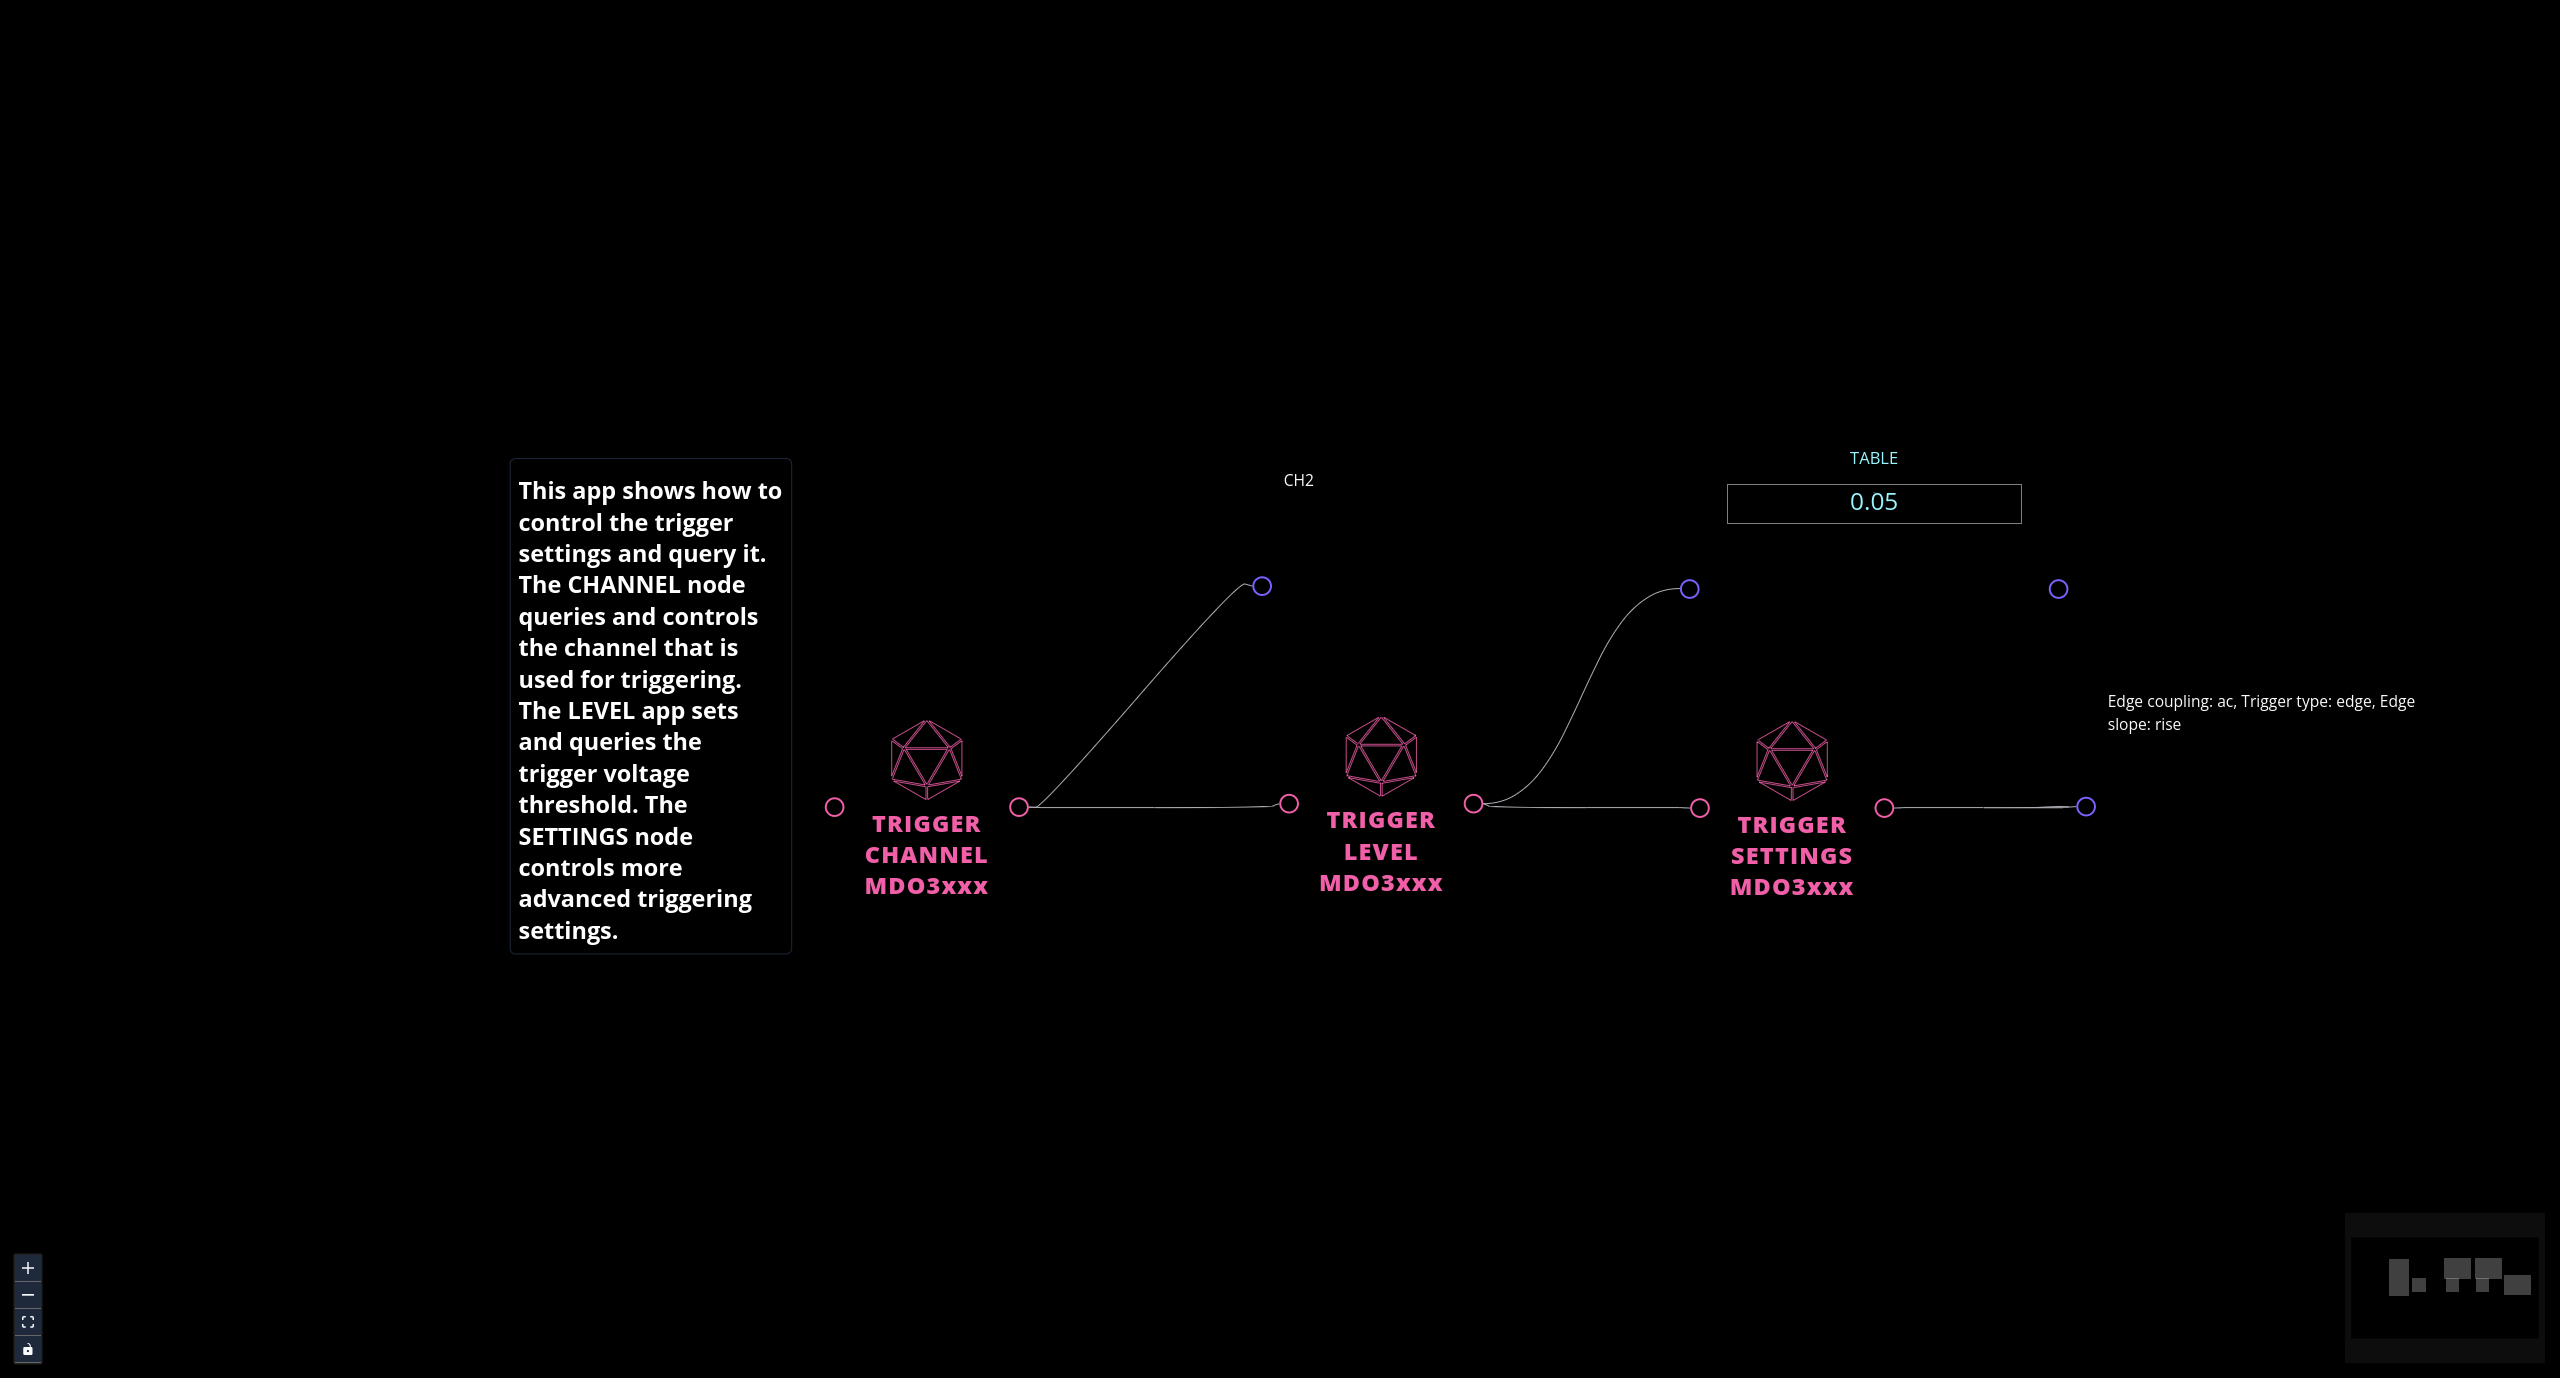 This app shows how to
control the trigger
settings and query it.
The CHANNEL node
queries and controls
the channel that is
used for triggering.
The LEVEL app sets
and queries the
trigger voltage
threshold. The
SETTINGS node
controls more
advanced triggering
settings.
TRIGGER
CHANNEL
MDO3xxx
CH2
TRIGGER
LEVEL
MDO3xxx
TABLE
0.05
TRIGGER
SETTINGS
MDO3xxx
Edge coupling: ac, Trigger type: edge, Edge
slope: rise